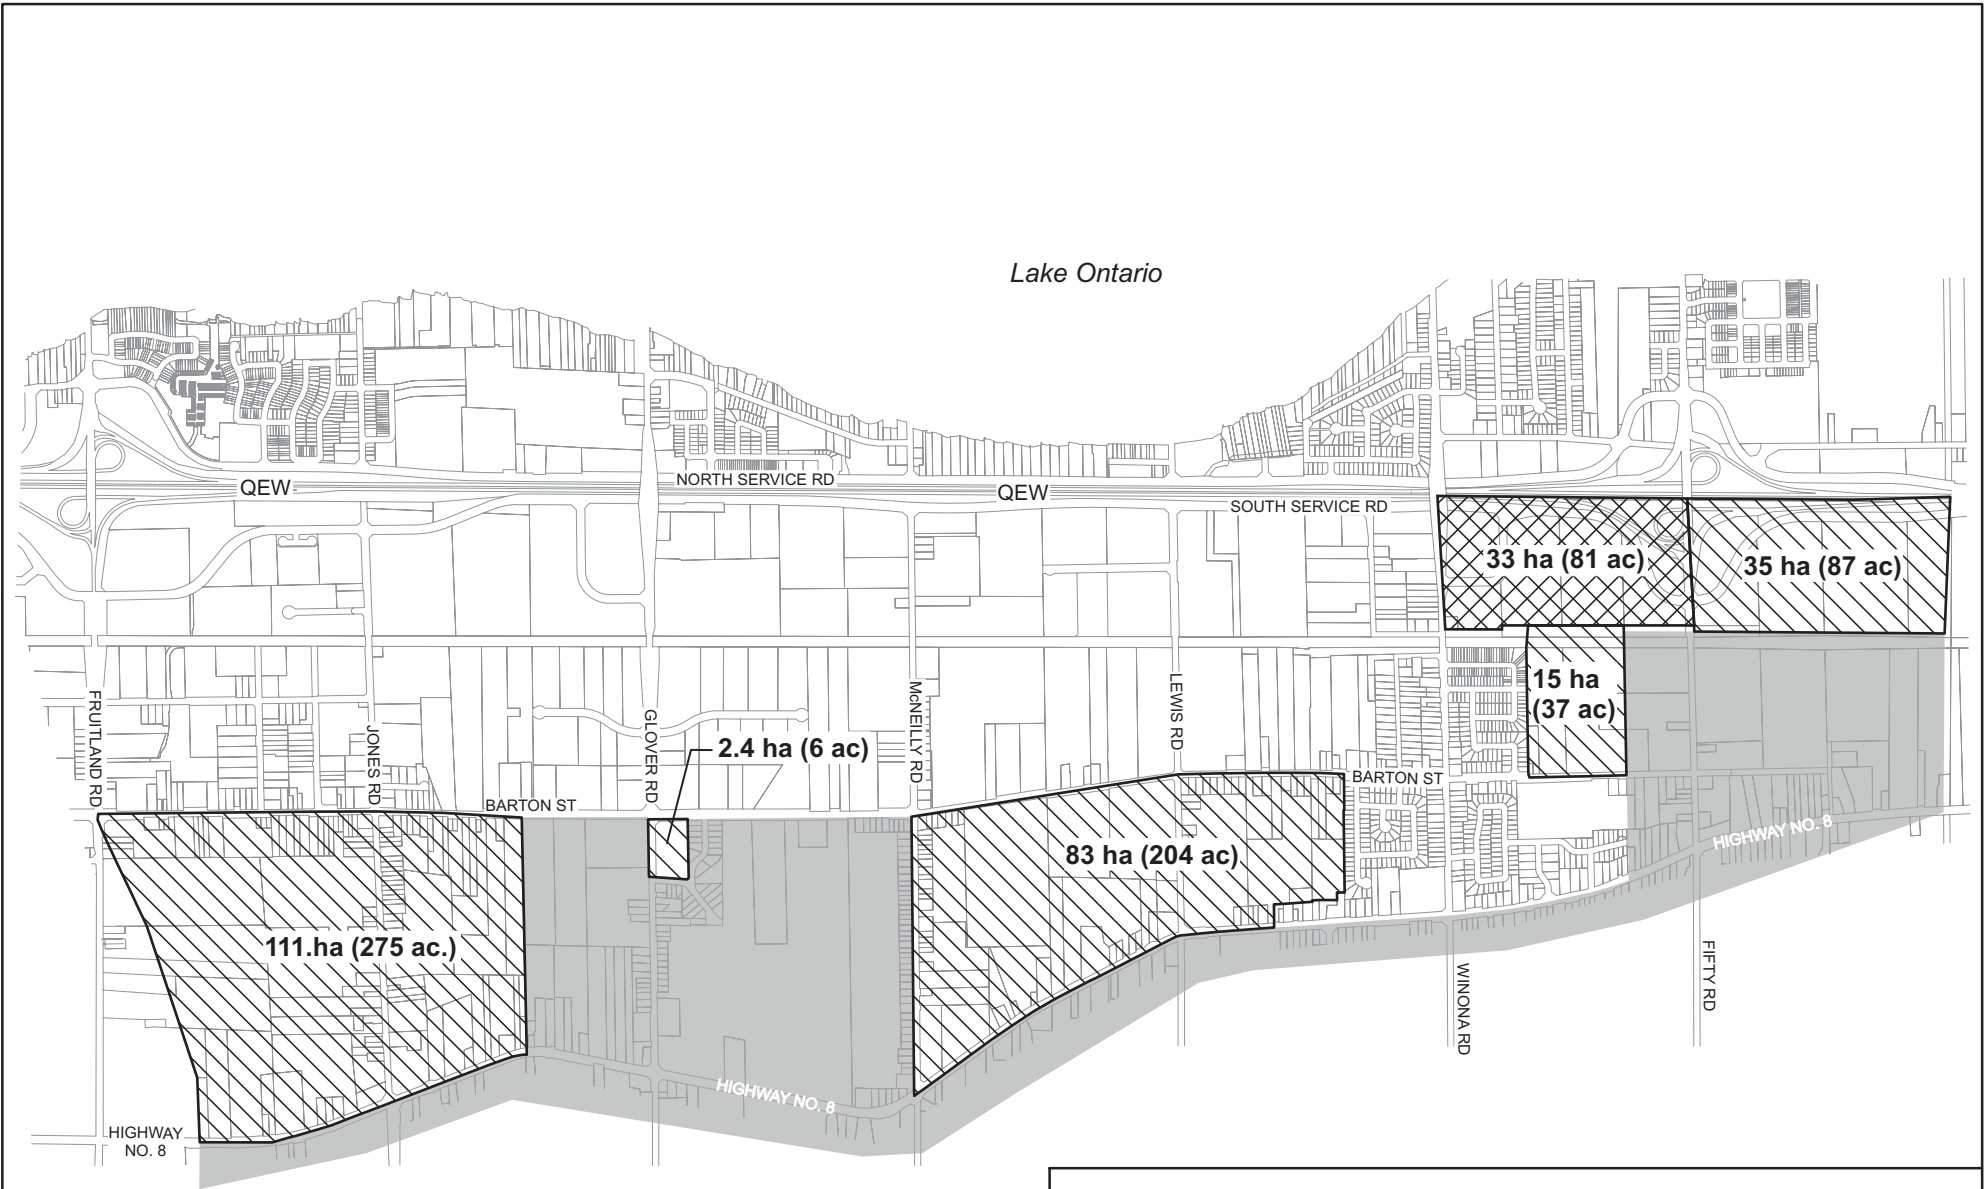 Lake Ontario
NORTH SERVICE RD
QEW
QEW
SOUTH SERVICE RD
33 ha (81 ac)
35 ha (87 ac)
15 ha
(37 ac)
FRUITLAND RD
JONES RD
GLOVER RD
McNEILLY RD
LEWIS RD
2.4 ha (6 ac)
BARTON ST
BARTON ST
83 ha (204 ac)
HIGHWAY NO. 8
111.ha (275 ac.)
WINONA RD
FIFTY RD
HIGHWAY NO. 8
HIGHWAY
NO. 8